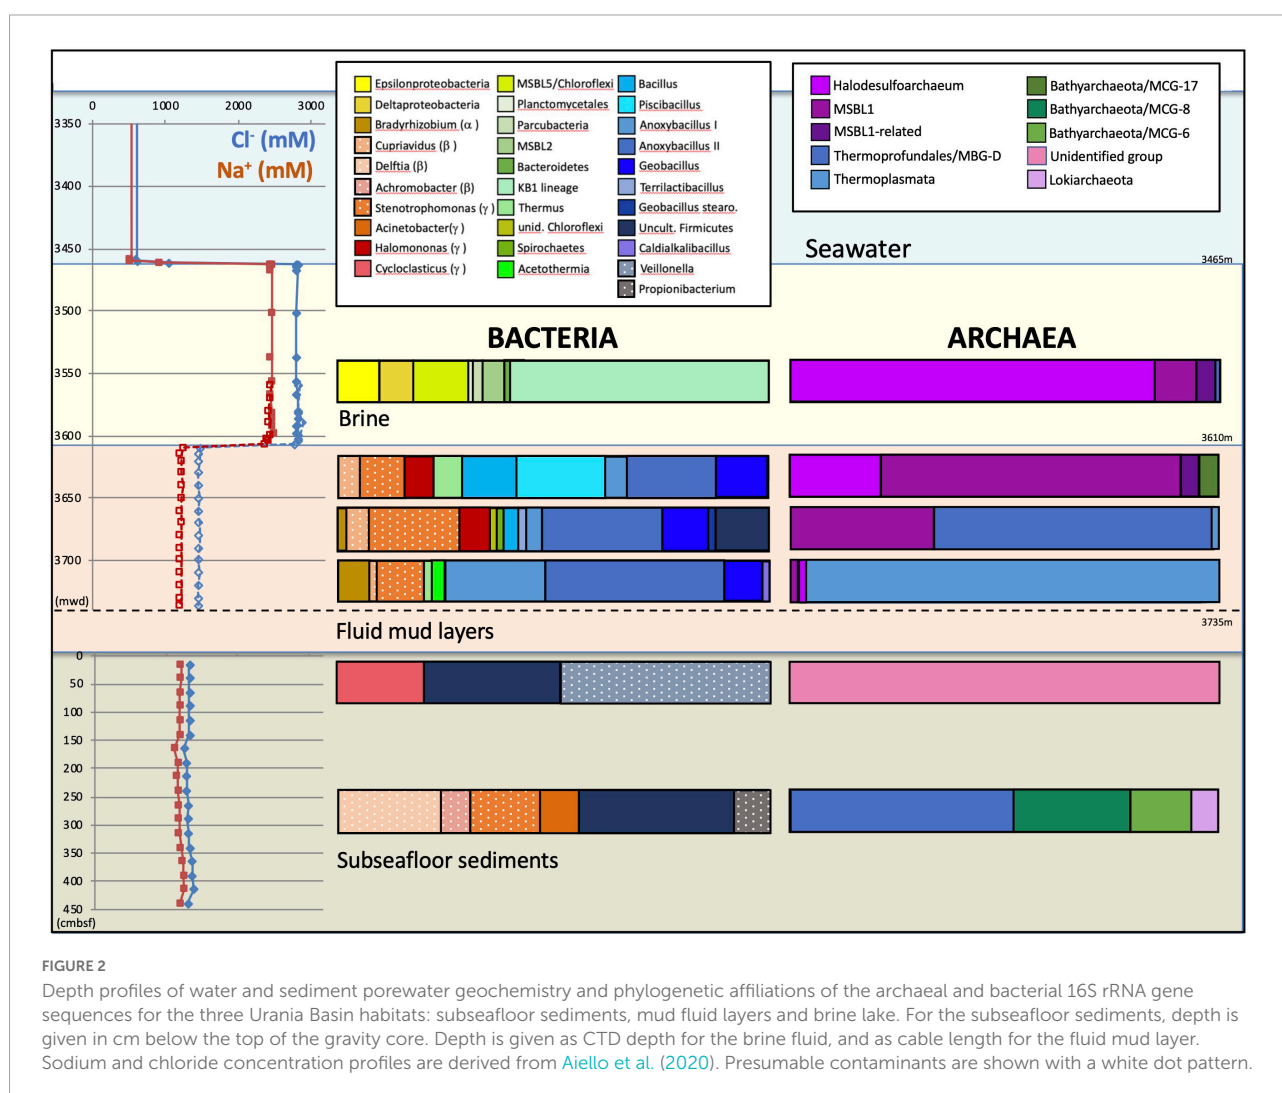 0 1000 2000 3000
3350
3400
3450
3500
3550
3600
3650
3700
(mwd)
Cl⁻ (mM)
Na⁺ (mM)
Epsilonproteobacteria
Deltaproteobacteria
Bradyrhizobium (α )
Cupriavidus (β )
Delftia (β)
Achromobacter (β)
Stenotrophomonas (γ )
Acinetobacter(γ )
Halomononas (γ )
Cycloclasticus (γ )
MSBL5/Chloroflexi
Planctomycetales
Parcubacteria
MSBL2
Bacteroidetes
KB1 lineage
Thermus
unid. Chloroflexi
Spirochaetes
Acetothermia
Bacillus
Piscibacillus
Anoxybacillus I
Anoxybacillus II
Geobacillus
Terrilactibacillus
Geobacillus stearo.
Uncult. Firmicutes
Caldialkalibacillus
Veillonella
Propionibacterium
Halodesulfoarchaeum
MSBL1
MSBL1-related
Thermoprofundales/MBG-D
Thermoplasmata
Bathyarchaeota/MCG-17
Bathyarchaeota/MCG-8
Bathyarchaeota/MCG-6
Unidentified group
Lokiarchaeota
Seawater
3465m
BACTERIA
ARCHAEA
Brine
3610m
Fluid mud layers
3735m
0
50
100
150
200
250
300
350
400
450
(cmbsf)
Subseafloor sediments
FIGURE 2
Depth profiles of water and sediment porewater geochemistry and phylogenetic affiliations of the archaeal and bacterial 16S rRNA gene
sequences for the three Urania Basin habitats: subseafloor sediments, mud fluid layers and brine lake. For the subseafloor sediments, depth is
given in cm below the top of the gravity core. Depth is given as CTD depth for the brine fluid, and as cable length for the fluid mud layer.
Sodium and chloride concentration profiles are derived from Aiello et al. (2020). Presumable contaminants are shown with a white dot pattern.